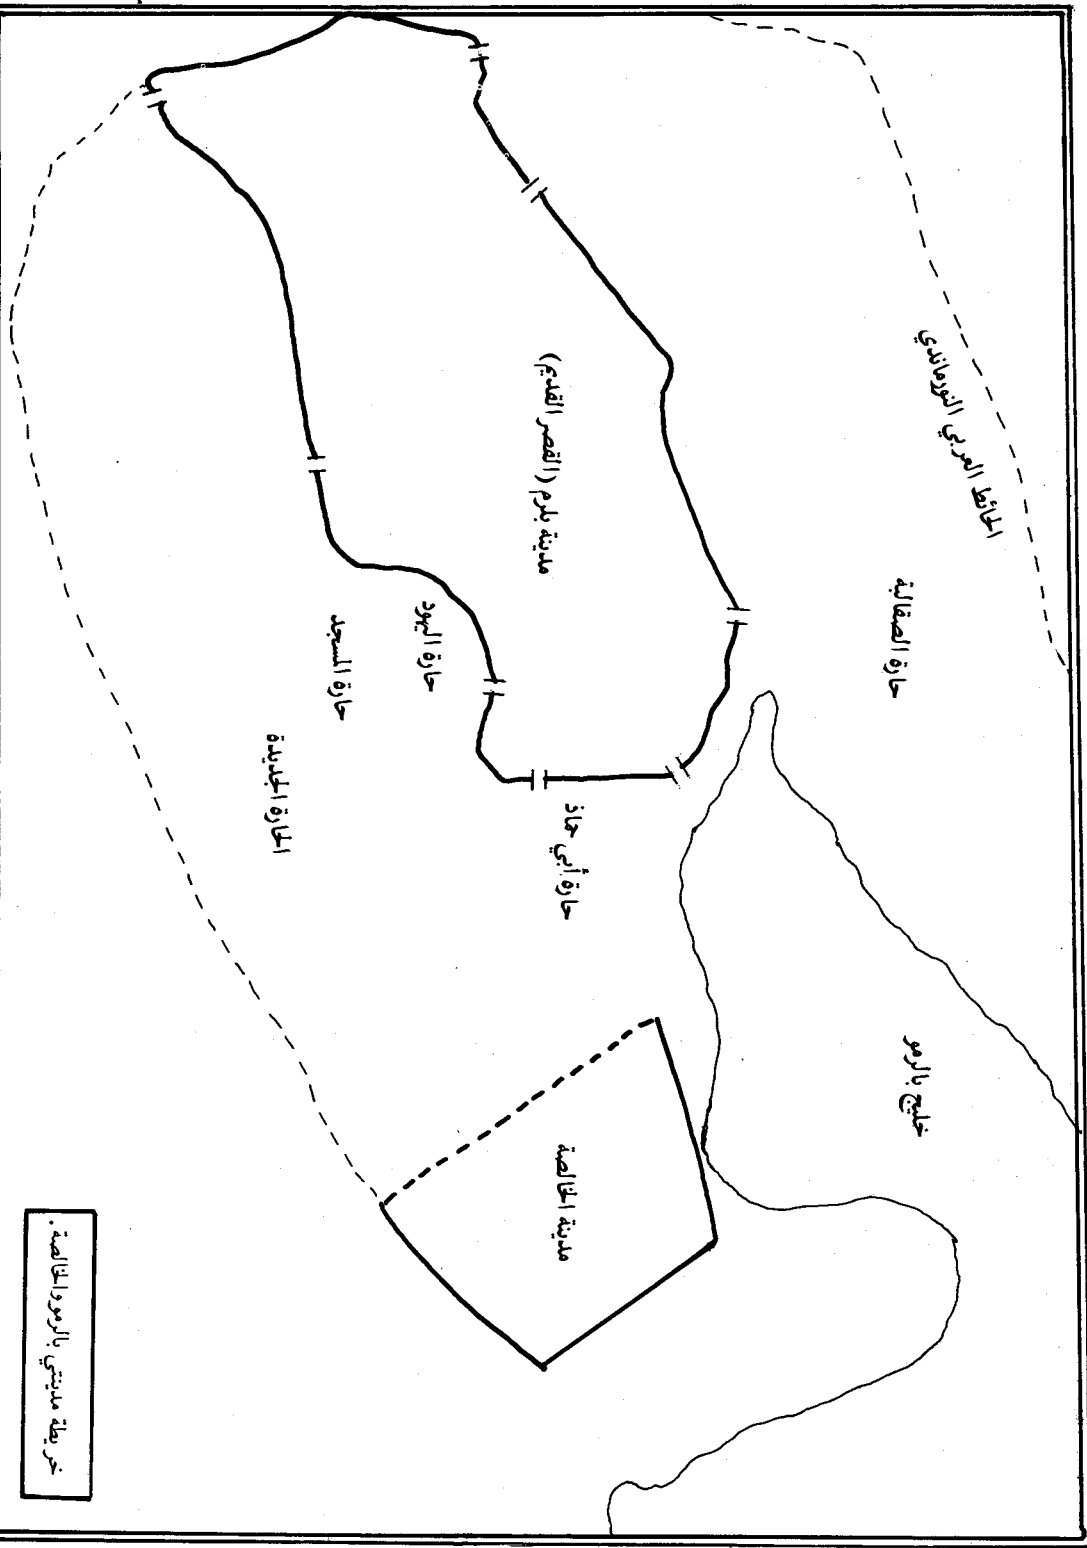 الحائط العربي النورماندي
حارة الصقالبة
خليج بالرمو
مدينة بلرم (القصر القديم)
حارة أبي حماذ
مدينة الخالصة
حارة اليهود
حارة المسجد
الحارة الجديدة
خريطة مدينتي بالرمو والخالصة.